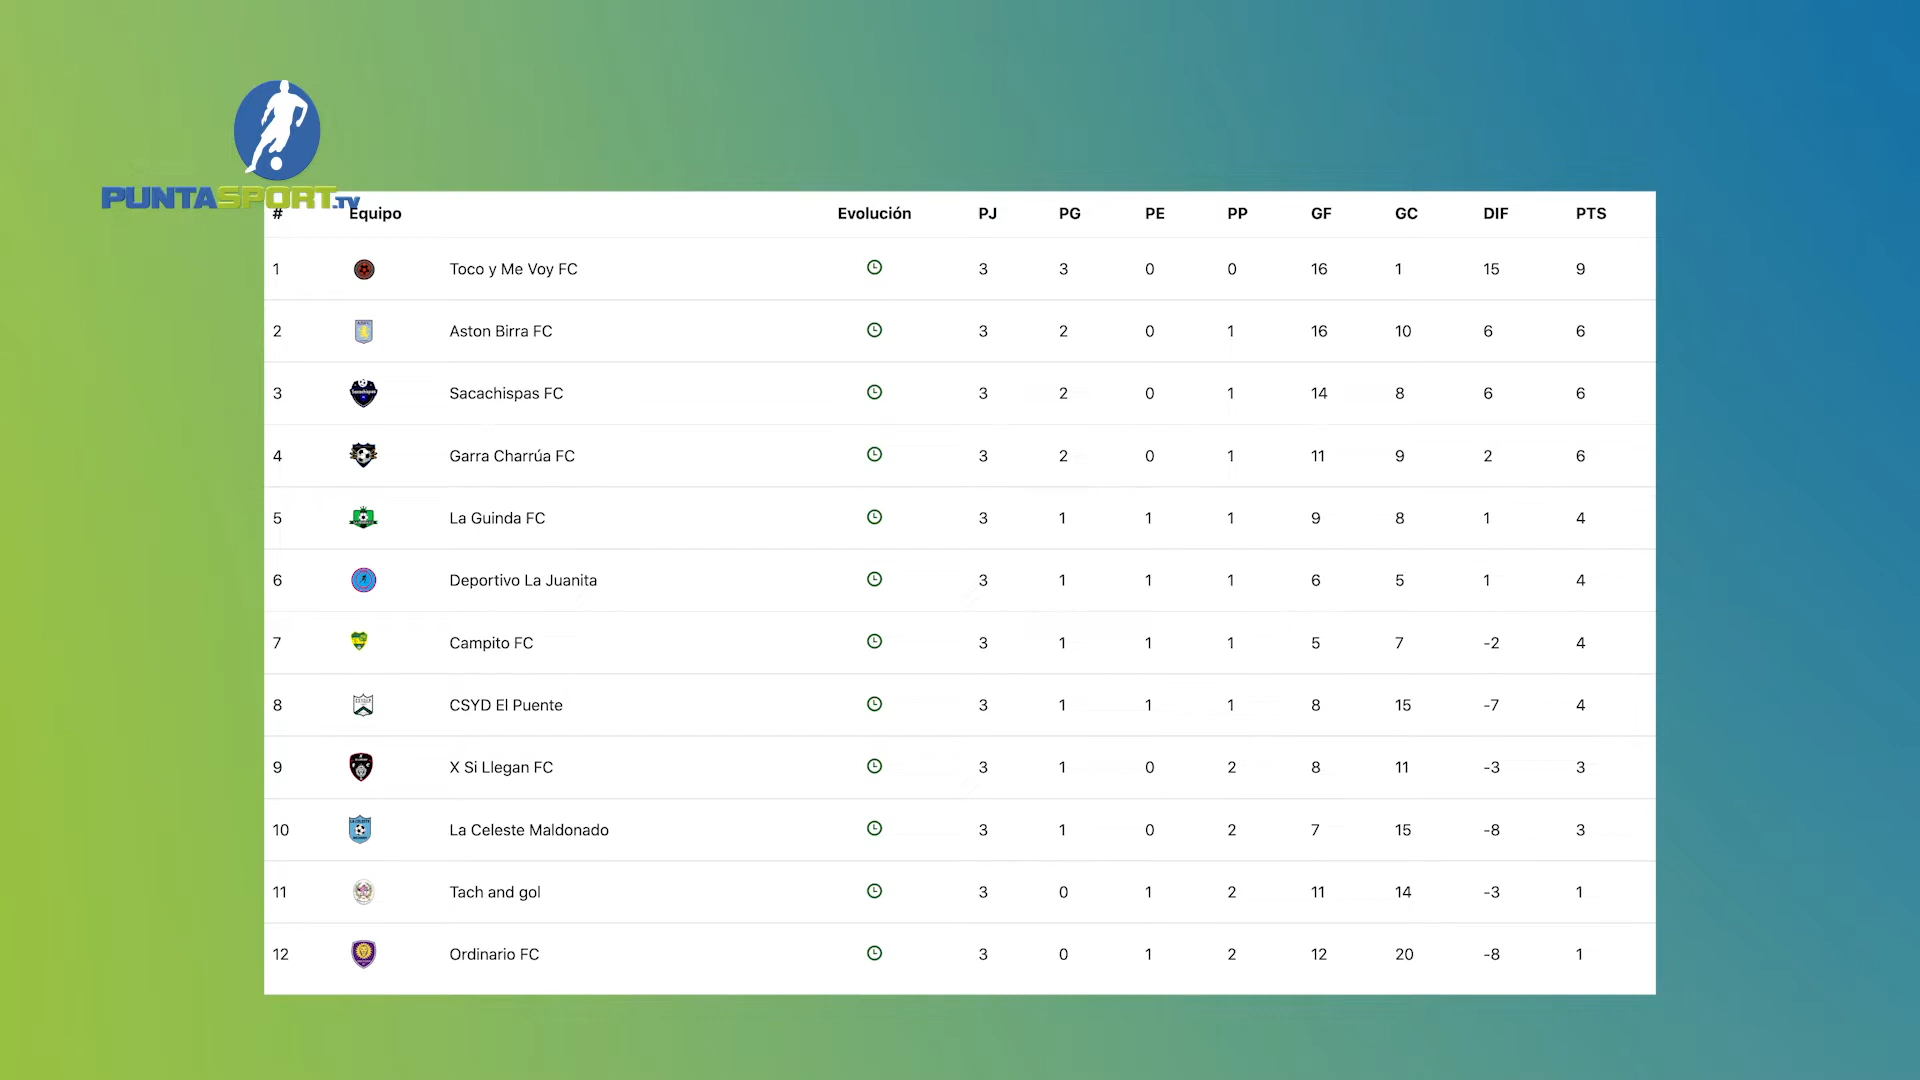 PUNTASPORT.TV
# Equipo Evolución PJ PG PE PP GF GC DIF PTS
1 Toco y Me Voy FC 3 3 0 0 16 1 15 9
2 Aston Birra FC 3 2 0 1 16 10 6 6
3 Sacachispas FC 3 2 0 1 14 8 6 6
4 Garra Charrúa FC 3 2 0 1 11 9 2 6
5 La Guinda FC 3 1 1 1 9 8 1 4
6 Deportivo La Juanita 3 1 1 1 6 5 1 4
7 Campito FC 3 1 1 1 5 7 -2 4
8 CSYD El Puente 3 1 1 1 8 15 -7 4
9 X Si Llegan FC 3 1 0 2 8 11 -3 3
10 La Celeste Maldonado 3 1 0 2 7 15 -8 3
11 Tach and gol 3 0 1 2 11 14 -3 1
12 Ordinario FC 3 0 1 2 12 20 -8 1